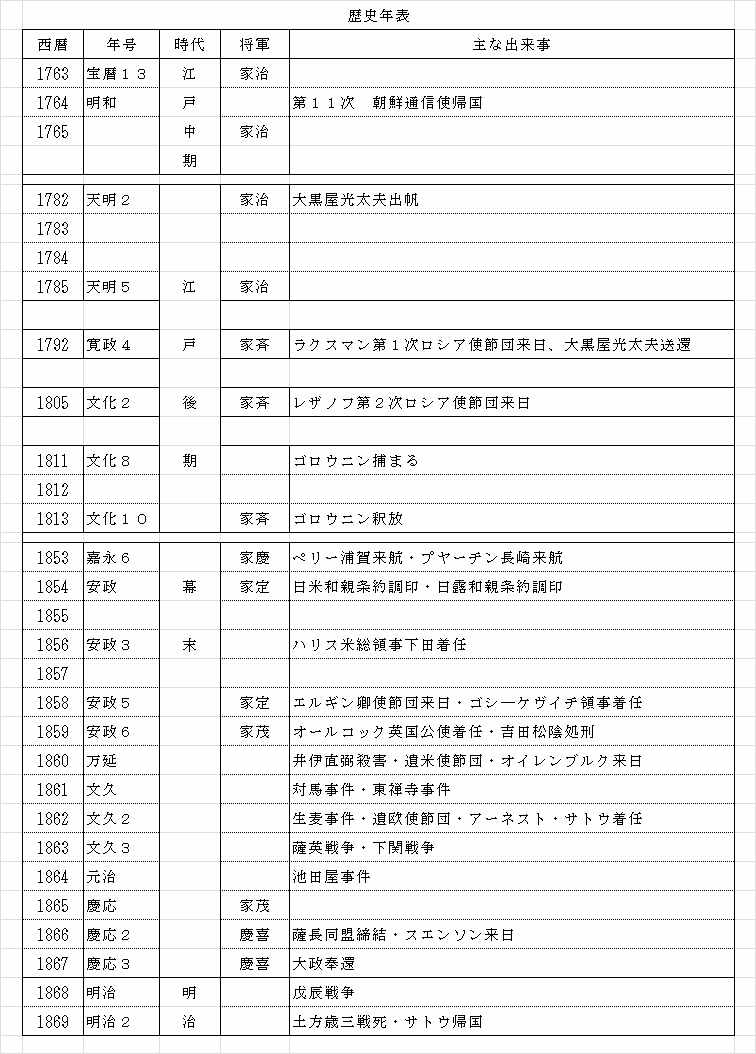 歴史年表
西暦 年号 時代 将軍 主な出来事
1763 宝暦１３ 江 家治
1764 明和 戸 第１１次　朝鮮通信使帰国
1765 中 家治
期
1782 天明２ 家治 大黒屋光太夫出帆
1783
1784
1785 天明５ 江 家治
1792 寛政４ 戸 家斉 ラクスマン第１次ロシア使節団来日、大黒屋光太夫送還
1805 文化２ 後 家斉 レザノフ第２次ロシア使節団来日
1811 文化８ 期 ゴロウニン捕まる
1812
1813 文化１０ 家斉 ゴロウニン釈放
1853 嘉永６ 家慶 ペリー浦賀来航・プヤーチン長崎来航
1854 安政 幕 家定 日米和親条約調印・日露和親条約調印
1855
1856 安政３ 末 ハリス米総領事下田着任
1857
1858 安政５ 家定 エルギン卿使節団来日・ゴシーケヴイチ領事着任
1859 安政６ 家茂 オールコック英国公使着任・吉田松陰処刑
1860 万延 井伊直弼殺害・遣米使節団・オイレンブルク来日
1861 文久 対馬事件・東禅寺事件
1862 文久２ 生麦事件・遣欧使節団・アーネスト・サトウ着任
1863 文久３ 薩英戦争・下関戦争
1864 元治 池田屋事件
1865 慶応 家茂
1866 慶応２ 慶喜 薩長同盟締結・スエンソン来日
1867 慶応３ 慶喜 大政奉還
1868 明治 明 戊辰戦争
1869 明治２ 治 土方歳三戦死・サトウ帰国